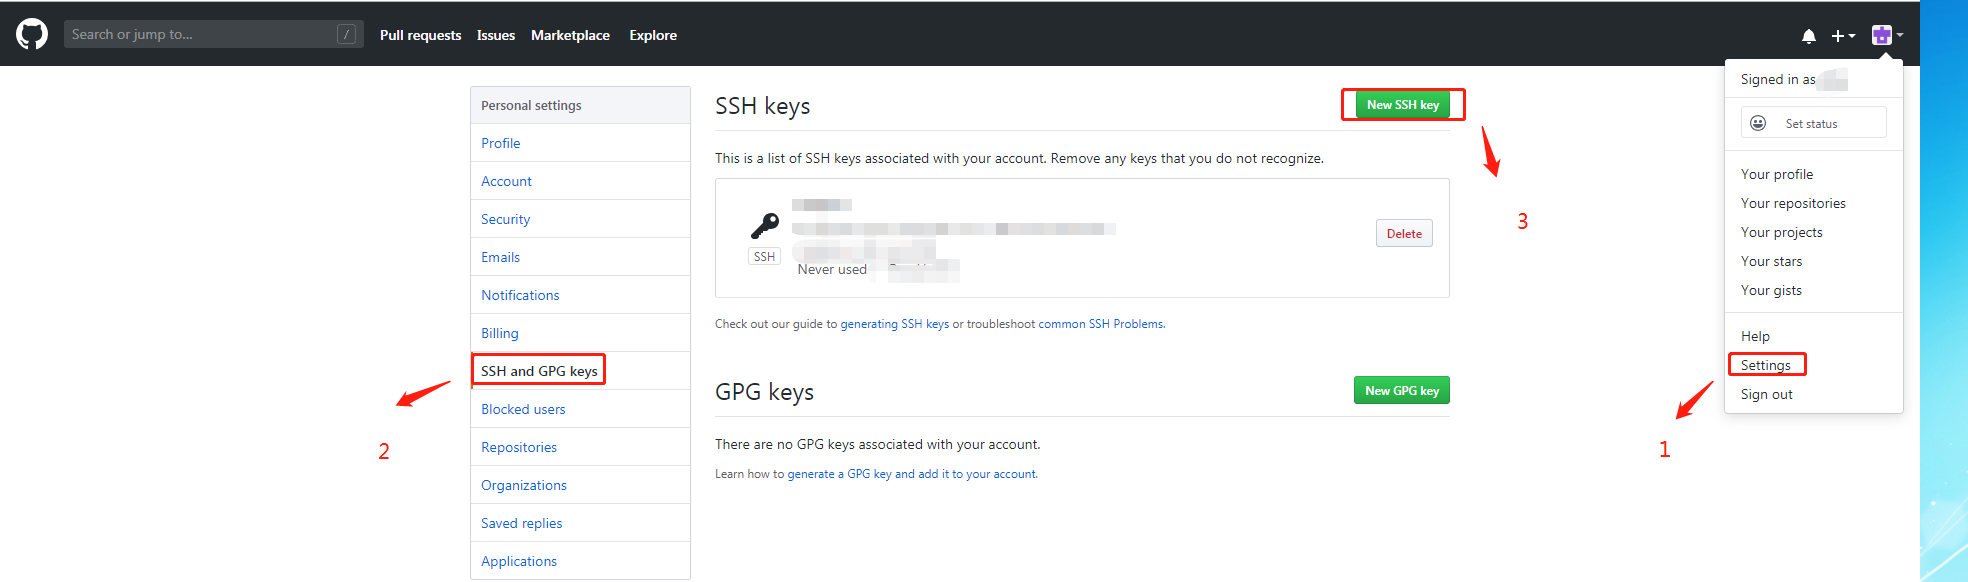 Search or jump to...
/
Pull requests
Issues
Marketplace
Explore
Personal settings
Profile
Account
Security
Emails
Notifications
Billing
SSH and GPG keys
Blocked users
Repositories
Organizations
Saved replies
Applications
2
SSH keys
New SSH key
This is a list of SSH keys associated with your account. Remove any keys that you do not recognize.
SSH
Never used
Delete
3
Check out our guide to generating SSH keys or troubleshoot common SSH Problems.
GPG keys
New GPG key
There are no GPG keys associated with your account.
Learn how to generate a GPG key and add it to your account.
Signed in as
Set status
Your profile
Your repositories
Your projects
Your stars
Your gists
Help
Settings
Sign out
1